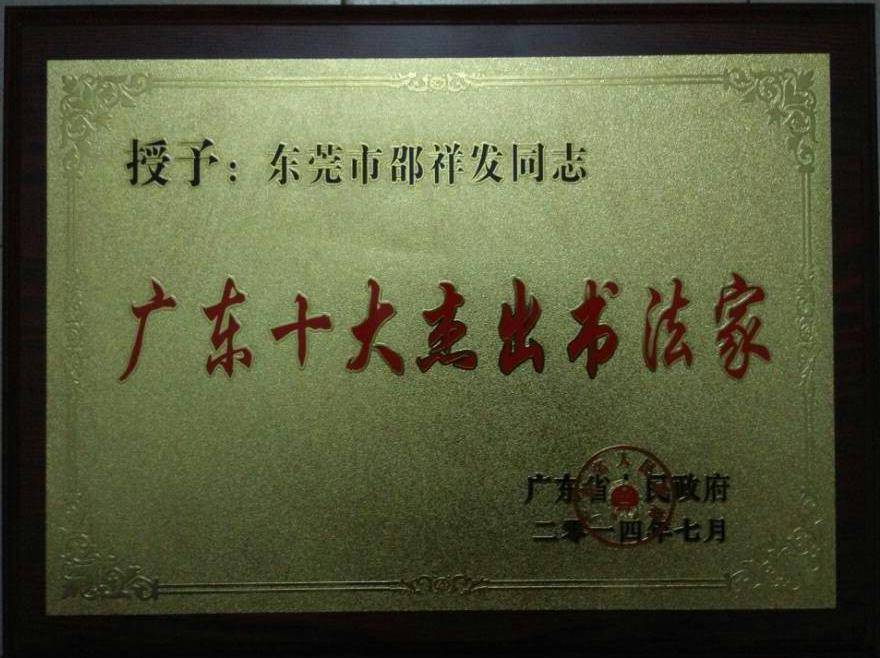 授予：东莞市邵祥发同志
广东十大杰出书法家
广东省人民政府
二零一四年七月